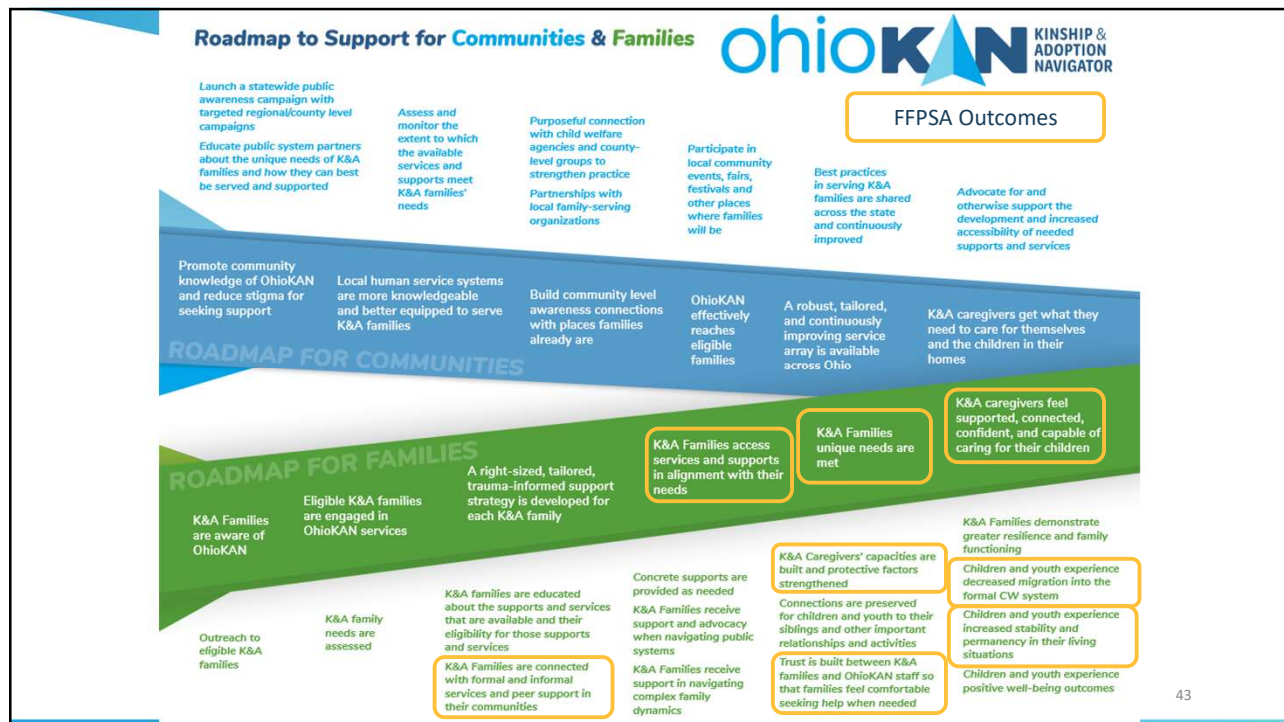 Roadmap to Support for Communities & Families
ohioKAN
KINSHIP &
ADOPTION
NAVIGATOR
FFPSA Outcomes
Launch a statewide public
awareness campaign with
targeted regional/county level
campaigns
Educate public system partners
about the unique needs of K&A
families and how they can best
be served and supported
Assess and
monitor the
extent to which
the available
services and
supports meet
K&A families'
needs
Purposeful connection
with child welfare
agencies and county-
level groups to
strengthen practice
Partnerships with
local family-serving
organizations
Participate in
local community
events, fairs,
festivals and
other places
where families
will be
Best practices
in serving K&A
families are shared
across the state
and continuously
improved
Advocate for and
otherwise support the
development and increased
accessibility of needed
supports and services
Promote community
knowledge of OhioKAN
and reduce stigma for
seeking support
Local human service systems
are more knowledgeable
and better equipped to serve
K&A families
Build community level
awareness connections
with places families
already are
OhioKAN
effectively
reaches
eligible
families
A robust, tailored,
and continuously
improving service
array is available
across Ohio
K&A caregivers get what they
need to care for themselves
and the children in their
homes
ROADMAP FOR COMMUNITIES
ROADMAP FOR FAMILIES
K&A Families
are aware of
OhioKAN
Eligible K&A families
are engaged in
OhioKAN services
A right-sized, tailored,
trauma-informed support
strategy is developed for
each K&A family
K&A Families access
services and supports
in alignment with their
needs
K&A Families
unique needs are
met
K&A caregivers feel
supported, connected,
confident, and capable of
caring for their children
Outreach to
eligible K&A
families
K&A family
needs are
assessed
K&A families are educated
about the supports and services
that are available and their
eligibility for those supports
and services
K&A Families are connected
with formal and informal
services and peer support in
their communities
Concrete supports are
provided as needed
K&A Families receive
support and advocacy
when navigating public
systems
K&A Families receive
support in navigating
complex family
dynamics
K&A Caregivers' capacities are
built and protective factors
strengthened
Connections are preserved
for children and youth to their
siblings and other important
relationships and activities
Trust is built between K&A
families and OhioKAN staff so
that families feel comfortable
seeking help when needed
K&A Families demonstrate
greater resilience and family
functioning
Children and youth experience
decreased migration into the
formal CW system
Children and youth experience
increased stability and
permanency in their living
situations
Children and youth experience
positive well-being outcomes
43